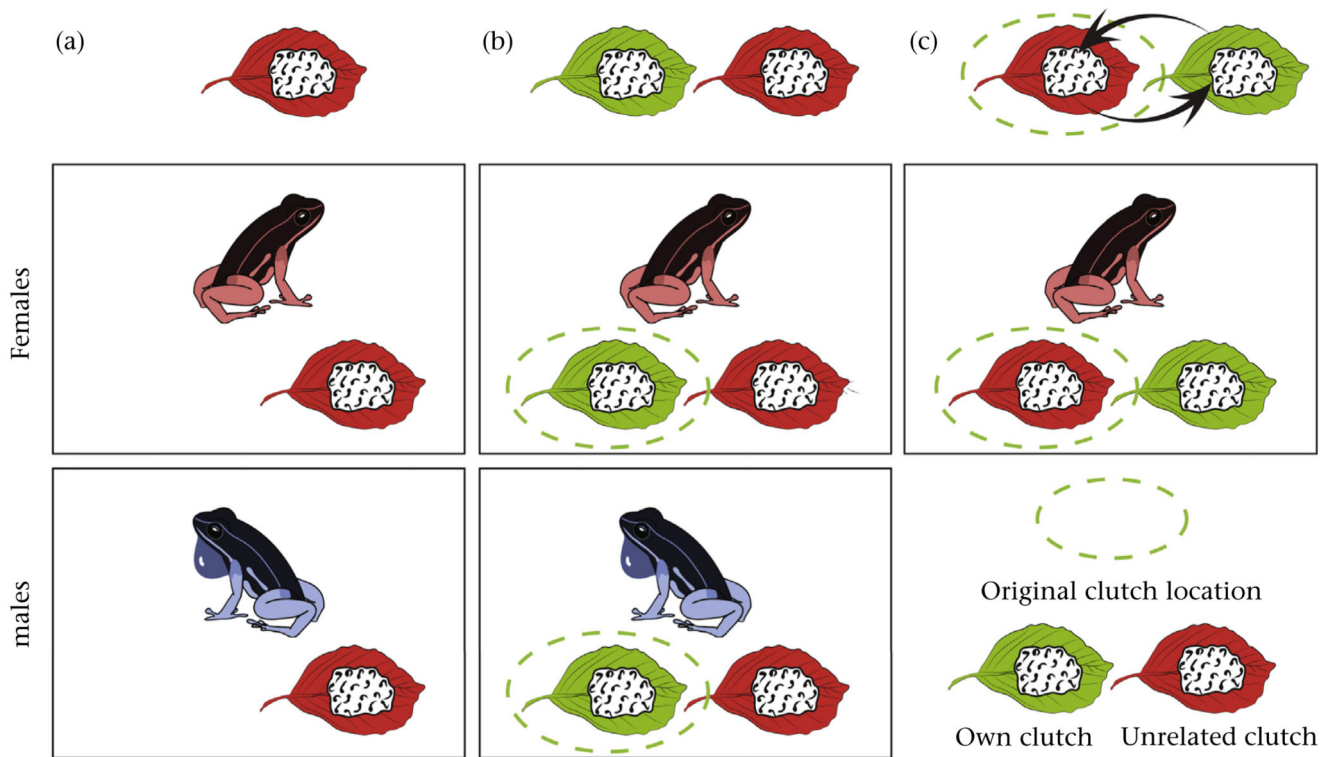 (a)
(b)
(c)
Females
males
Original clutch location
Own clutch
Unrelated clutch